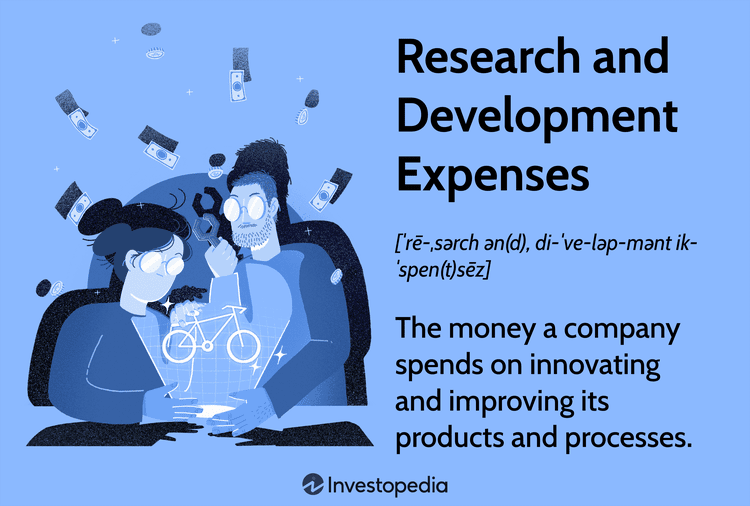 Research and
Development
Expenses
[ˈrē-ˌsərch ən(d), di-ˈve-ləp-mənt ik-
ˈspen(t)sēz]
The money a company
spends on innovating
and improving its
products and processes.
Investopedia